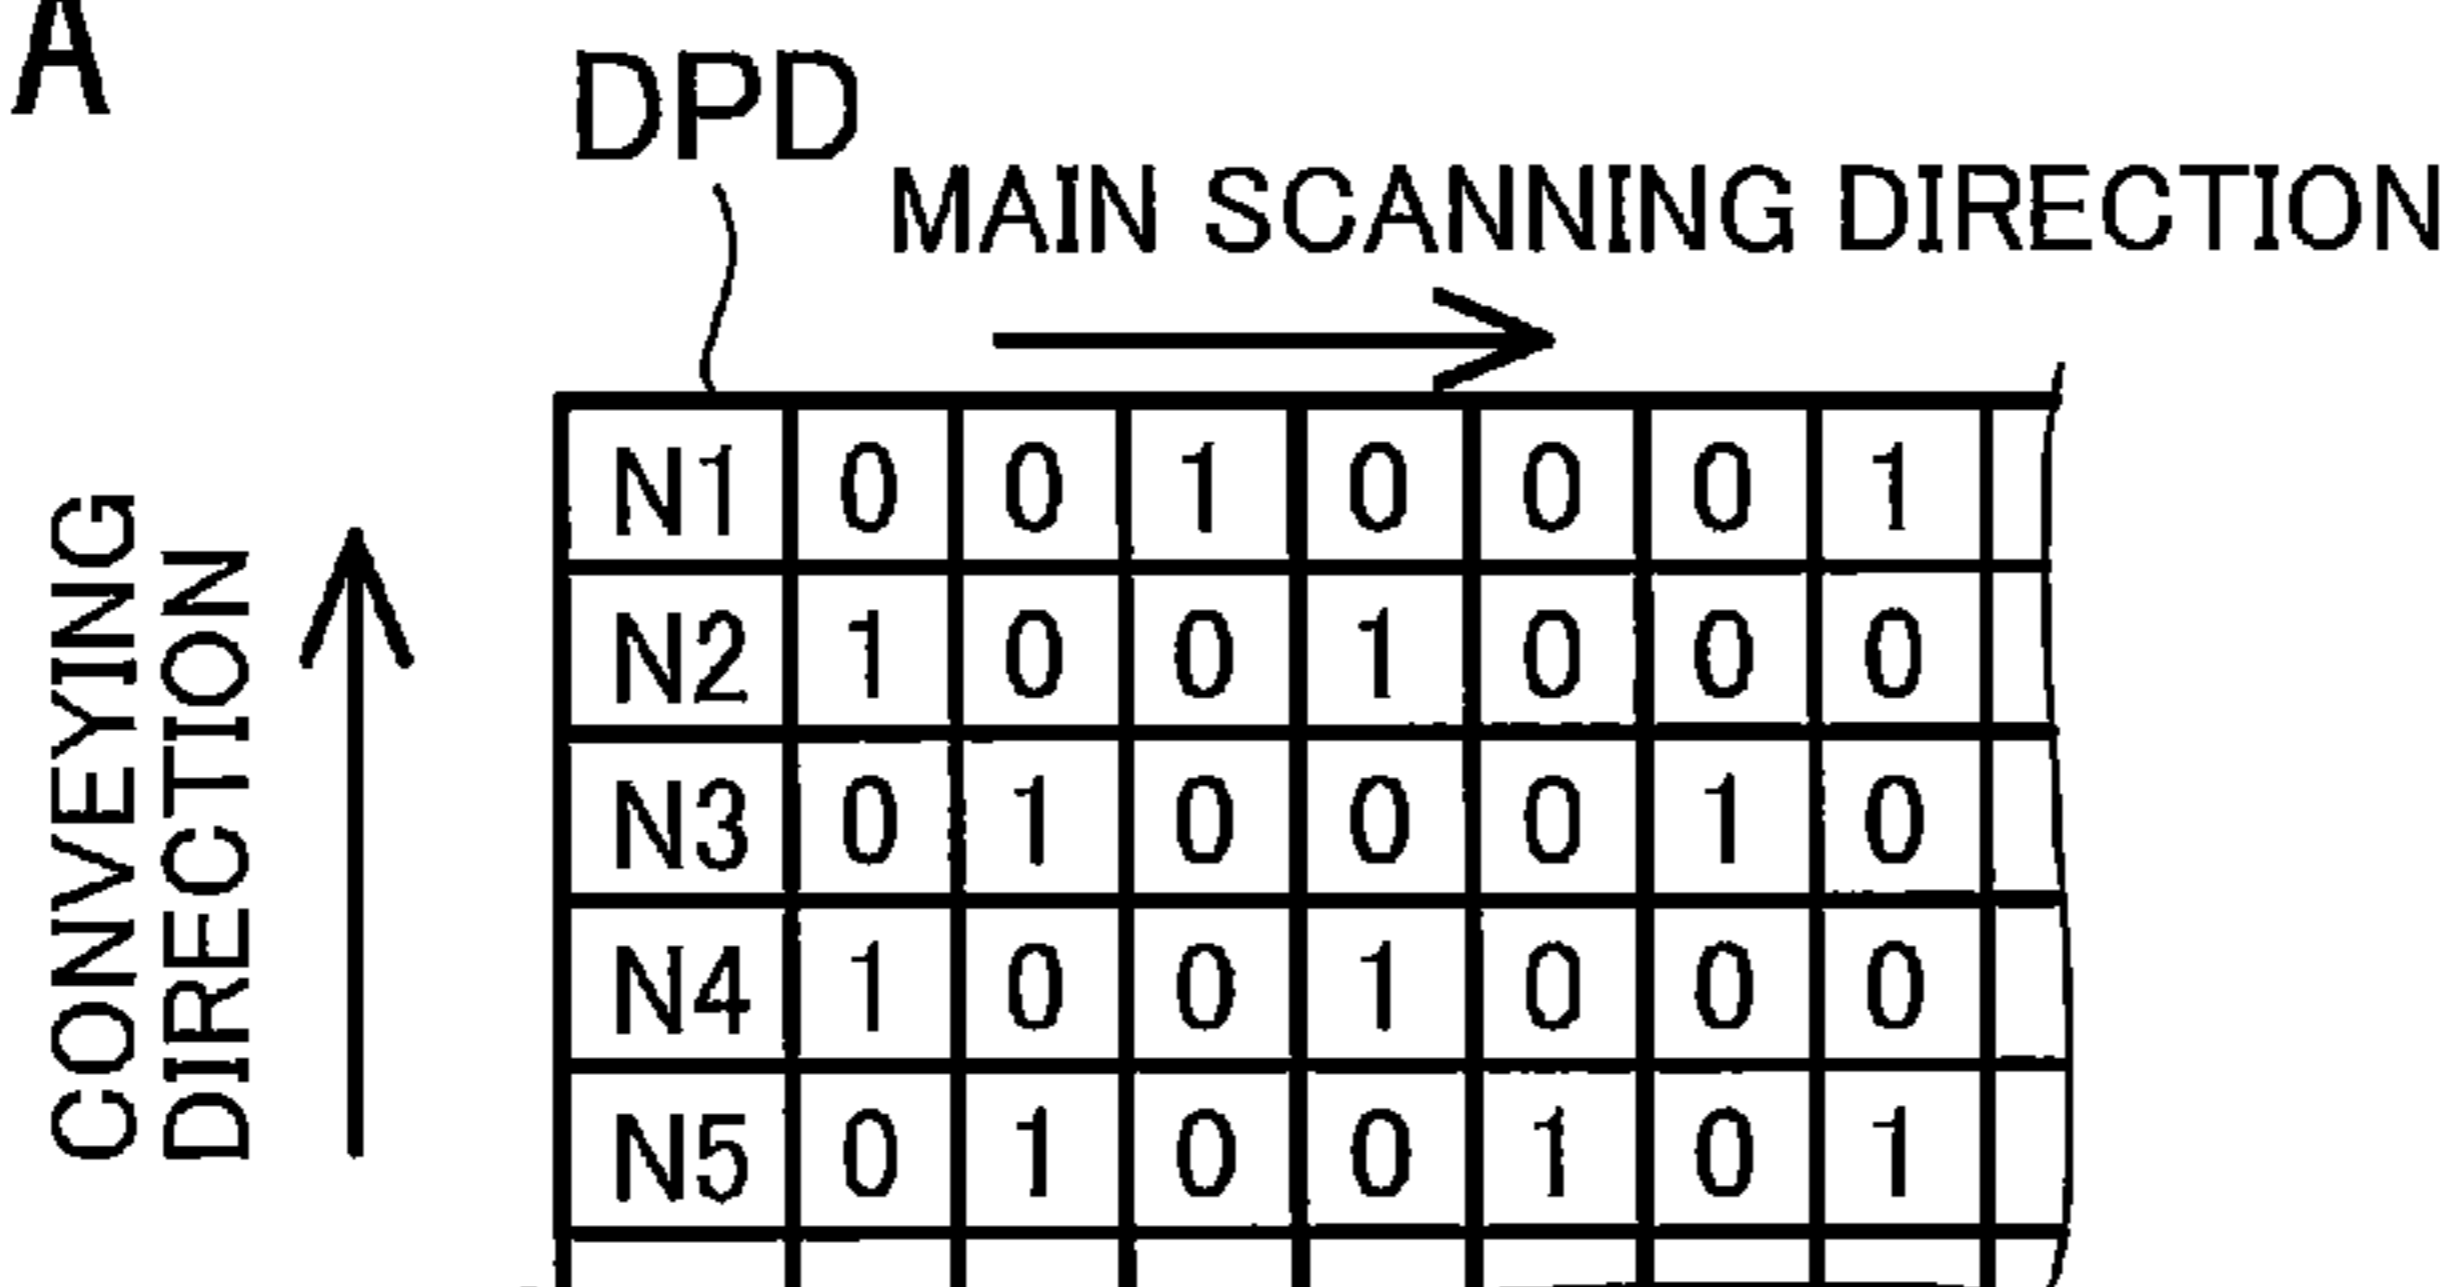 A
DPD
MAIN SCANNING DIRECTION
CONVEYING
DIRECTION
N1 0 0 1 0 0 0 1
N2 1 0 0 1 0 0 0
N3 0 1 0 0 0 1 0
N4 1 0 0 1 0 0 0
N5 0 1 0 0 1 0 1